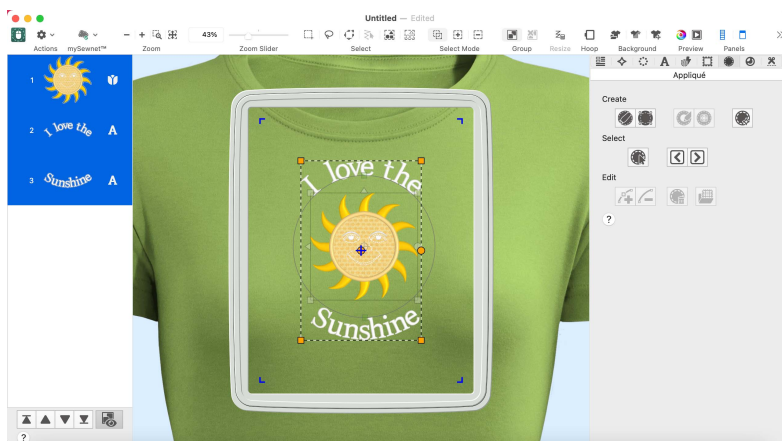 Untitled — Edited
43%
Actions mySewnet™ Zoom Zoom Slider Select Select Mode Group Resize Hoop Background Preview Panels
A
Appliqué
1
2 I love the A
3 Sunshine A
Create
Select
Edit
?
I love the
Sunshine
?